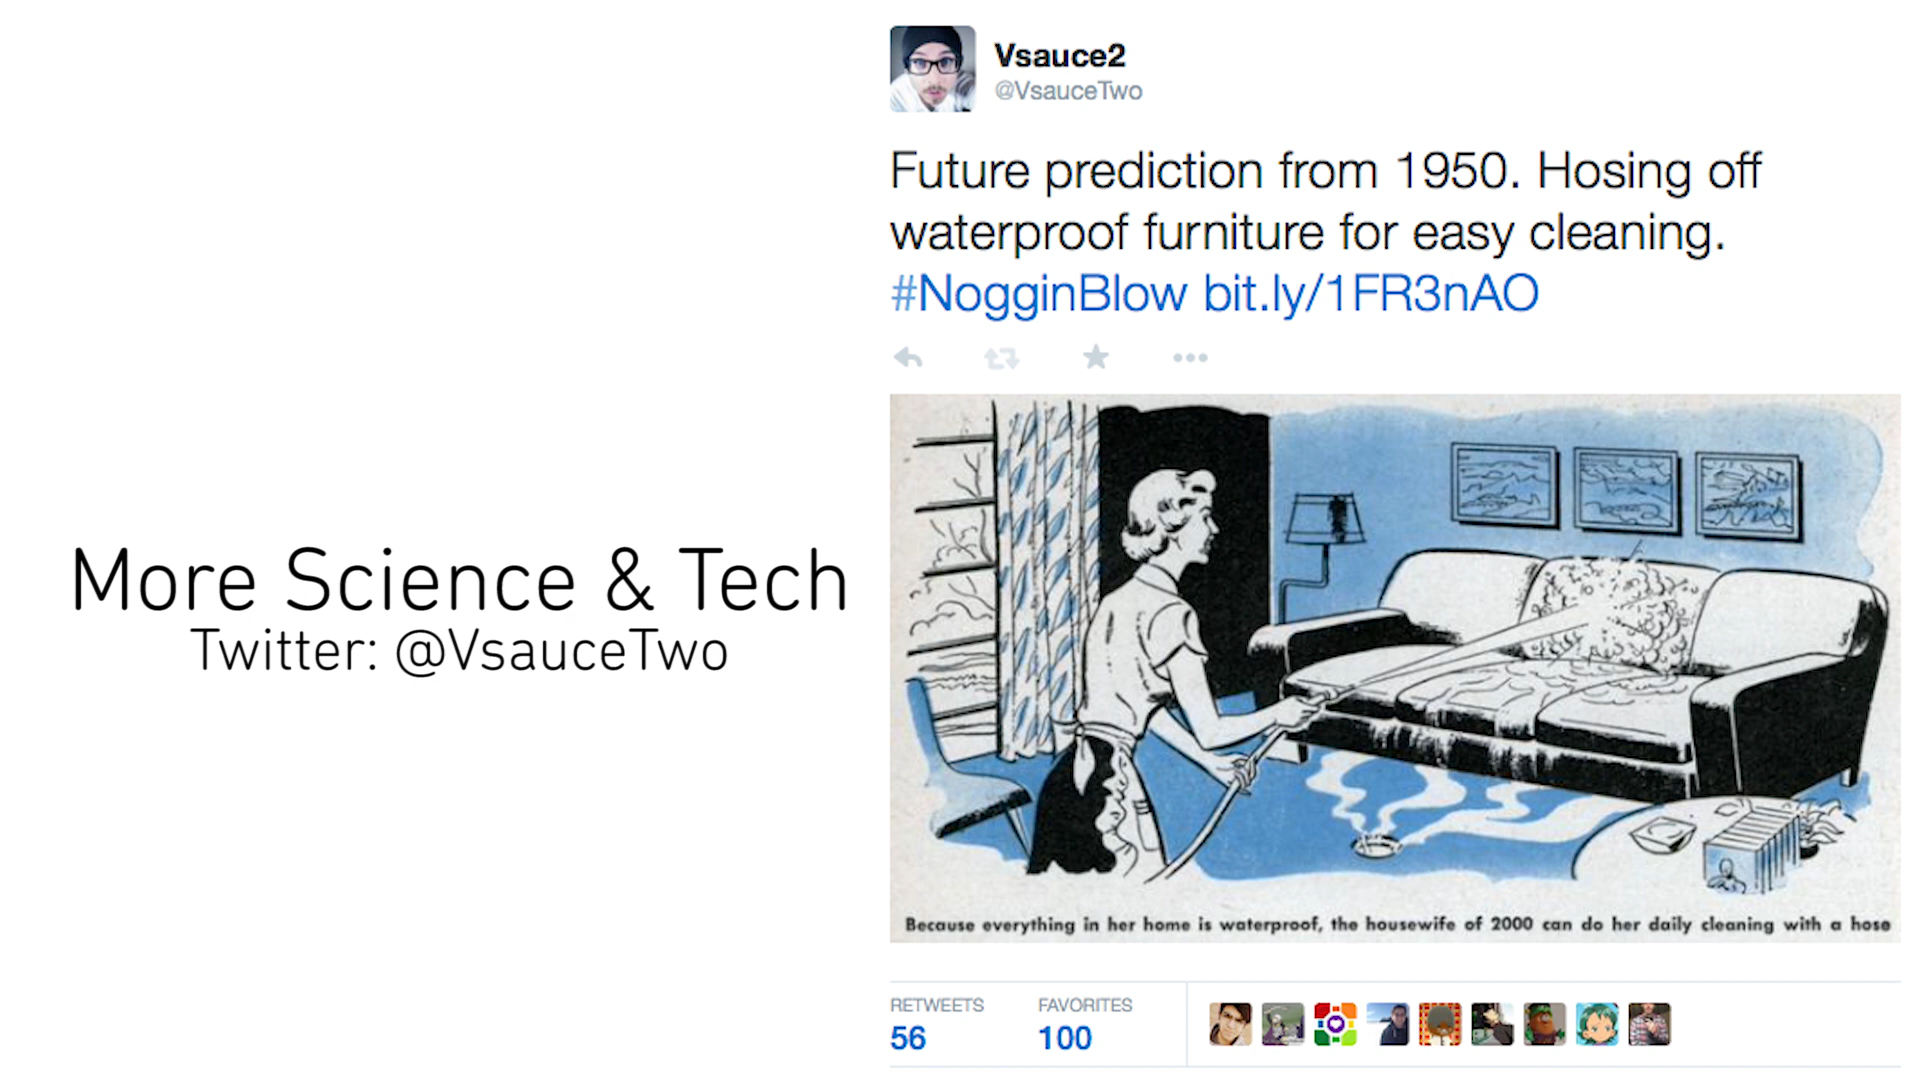 More Science & Tech
Twitter: @VsauceTwo
Vsauce2
@VsauceTwo
Future prediction from 1950. Hosing off
waterproof furniture for easy cleaning.
#NogginBlow bit.ly/1FR3nAO
Because everything in her home is waterproof, the housewife of 2000 can do her daily cleaning with a hose
RETWEETS
56
FAVORITES
100